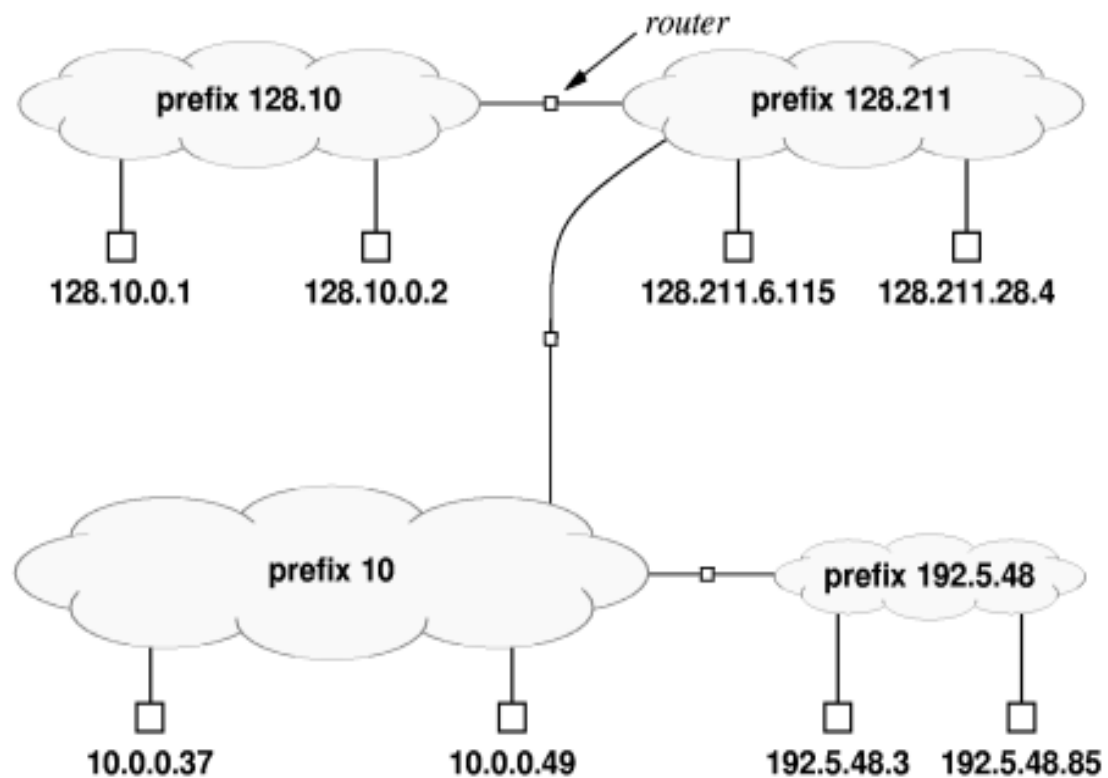 router
prefix 128.10
prefix 128.211
128.10.0.1
128.10.0.2
128.211.6.115
128.211.28.4
prefix 10
prefix 192.5.48
10.0.0.37
10.0.0.49
192.5.48.3
192.5.48.85